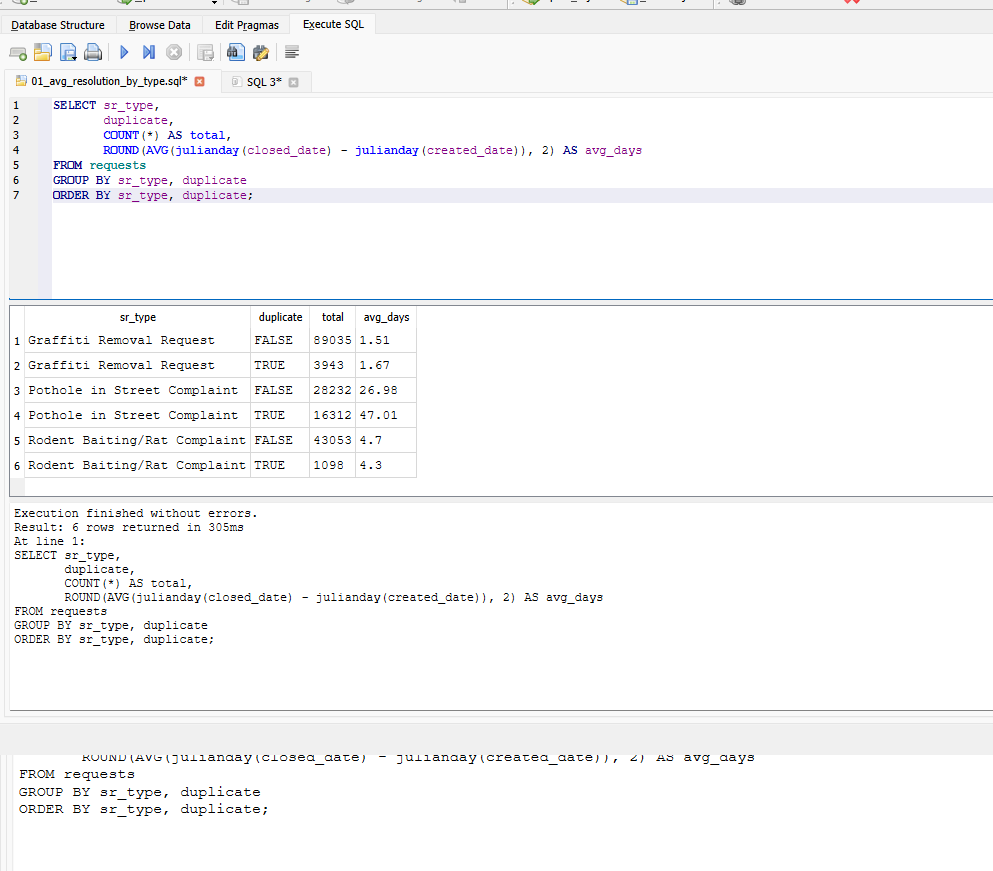 Database Structure Browse Data Edit Pragmas Execute SQL
01_avg_resolution_by_type.sql* SQL 3*
1 SELECT sr_type,
2 duplicate,
3 COUNT(*) AS total,
4 ROUND(AVG(julianday(closed_date) - julianday(created_date)), 2) AS avg_days
5 FROM requests
6 GROUP BY sr_type, duplicate
7 ORDER BY sr_type, duplicate;
sr_type duplicate total avg_days
1 Graffiti Removal Request FALSE 89035 1.51
2 Graffiti Removal Request TRUE 3943 1.67
3 Pothole in Street Complaint FALSE 28232 26.98
4 Pothole in Street Complaint TRUE 16312 47.01
5 Rodent Baiting/Rat Complaint FALSE 43053 4.7
6 Rodent Baiting/Rat Complaint TRUE 1098 4.3
Execution finished without errors.
Result: 6 rows returned in 305ms
At line 1:
SELECT sr_type,
duplicate,
COUNT(*) AS total,
ROUND(AVG(julianday(closed_date) - julianday(created_date)), 2) AS avg_days
FROM requests
GROUP BY sr_type, duplicate
ORDER BY sr_type, duplicate;
ROUND(AVG(julianday(closed_date) - julianday(created_date)), 2) AS avg_days
FROM requests
GROUP BY sr_type, duplicate
ORDER BY sr_type, duplicate;